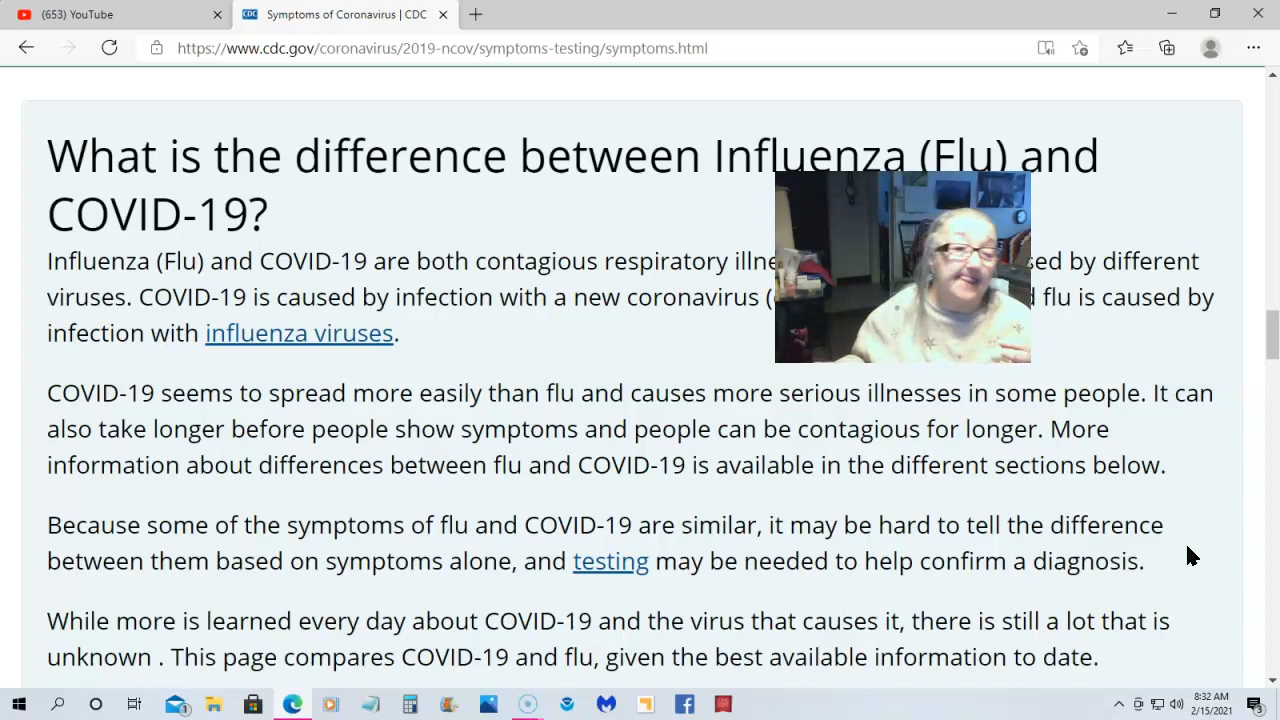 (653) YouTube
Symptoms of Coronavirus | CDC
https://www.cdc.gov/coronavirus/2019-ncov/symptoms-testing/symptoms.html
What is the difference between Influenza (Flu) and
COVID-19?
Influenza (Flu) and COVID-19 are both contagious respiratory by different
viruses. COVID-19 is caused by infection with a new coronavirus flu is caused by
infection with influenza viruses.
COVID-19 seems to spread more easily than flu and causes more serious illnesses in some people. It can
also take longer before people show symptoms and people can be contagious for longer. More
information about differences between flu and COVID-19 is available in the different sections below.
Because some of the symptoms of flu and COVID-19 are similar, it may be hard to tell the difference
between them based on symptoms alone, and testing may be needed to help confirm a diagnosis.
While more is learned every day about COVID-19 and the virus that causes it, there is still a lot that is
unknown . This page compares COVID-19 and flu, given the best available information to date.
8:32 AM
2/15/2021